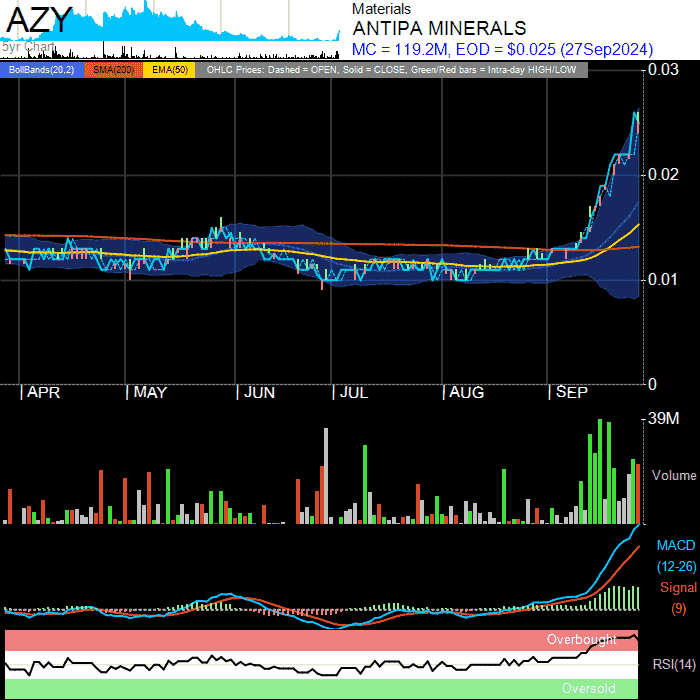 AZY
5yr Chart
Materials
ANTIPA MINERALS
MC = 119.2M, EOD = $0.025 (27Sep2024)
BollBands(20,2) SMA(200) EMA(50) OHLC Prices: Dashed = OPEN, Solid = CLOSE, Green/Red bars = Intra-day HIGH/LOW
0.03
0.02
0.01
0
APR MAY JUN JUL AUG SEP
39M
Volume
MACD
(12-26)
Signal
(9)
Overbought
RSI(14)
Oversold